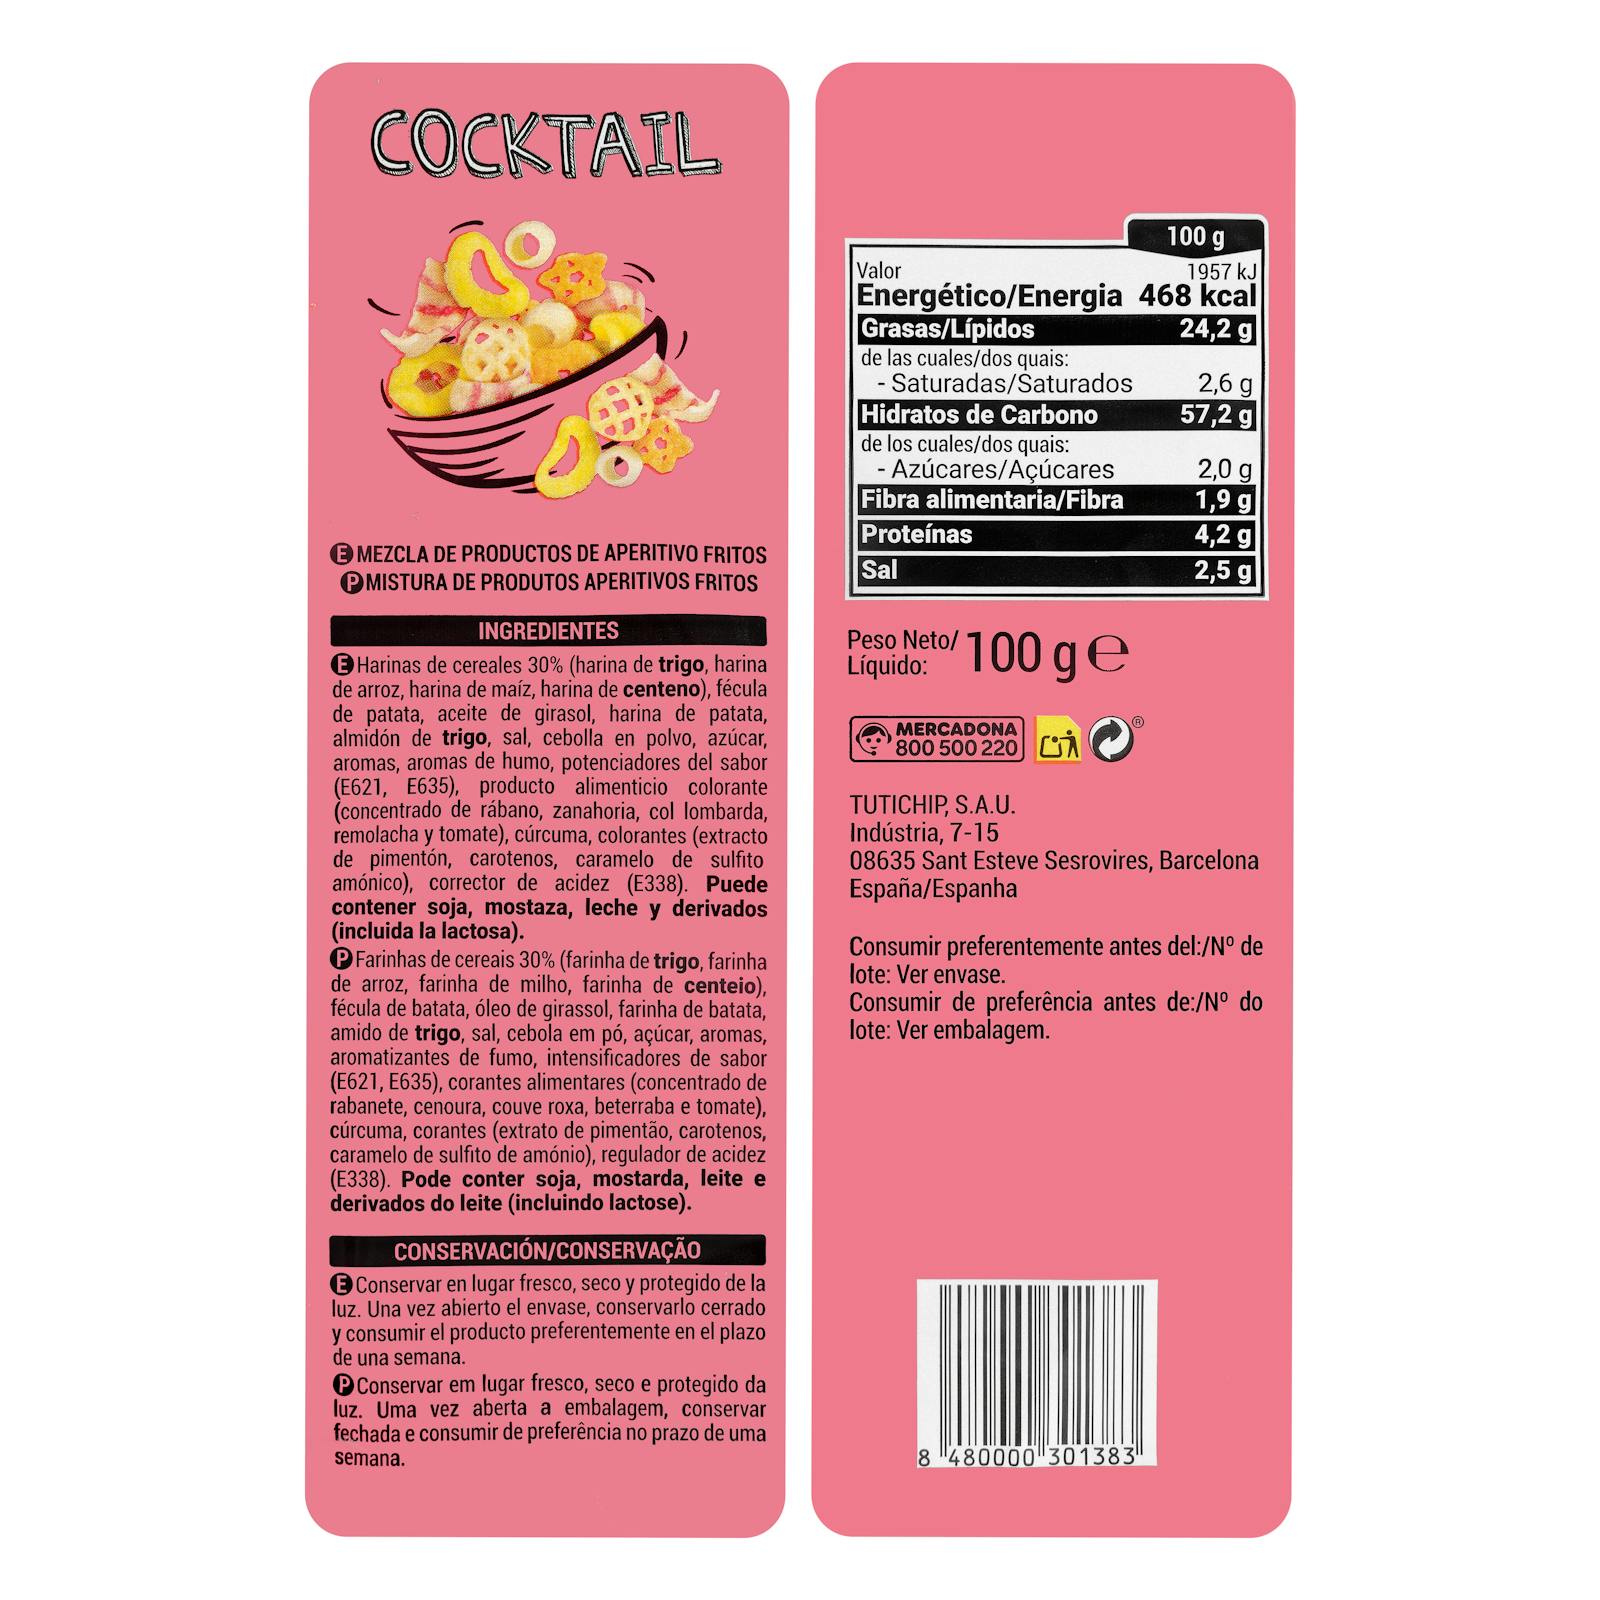 COCKTAIL
E MEZCLA DE PRODUCTOS DE APERITIVO FRITOS
P MISTURA DE PRODUTOS APERITIVOS FRITOS
INGREDIENTES
E Harinas de cereales 30% (harina de trigo, harina
de arroz, harina de maíz, harina de centeno), fécula
de patata, aceite de girasol, harina de patata,
almidón de trigo, sal, cebolla en polvo, azúcar,
aromas, aromas de humo, potenciadores del sabor
(E621, E635), producto alimenticio colorante
(concentrado de rábano, zanahoria, col lombarda,
remolacha y tomate), cúrcuma, colorantes (extracto
de pimentón, carotenos, caramelo de sulfito
amónico), corrector de acidez (E338). Puede
contener soja, mostaza, leche y derivados
(incluida la lactosa).
P Farinhas de cereais 30% (farinha de trigo, farinha
de arroz, farinha de milho, farinha de centeio),
fécula de batata, óleo de girassol, farinha de batata,
amido de trigo, sal, cebola em pó, açúcar, aromas,
aromatizantes de fumo, intensificadores de sabor
(E621, E635), corantes alimentares (concentrado de
rabanete, cenoura, couve roxa, beterraba e tomate),
cúrcuma, corantes (extrato de pimentão, carotenos,
caramelo de sulfito de amónio), regulador de acidez
(E338). Pode conter soja, mostarda, leite e
derivados do leite (incluindo lactose).
CONSERVACIÓN/CONSERVAÇÃO
E Conservar en lugar fresco, seco y protegido de la
luz. Una vez abierto el envase, conservarlo cerrado
y consumir el producto preferentemente en el plazo
de una semana.
P Conservar em lugar fresco, seco e protegido da
luz. Uma vez aberta a embalagem, conservar
fechada e consumir de preferência no prazo de uma
semana.
100 g
Valor 1957 kJ
Energético/Energia 468 kcal
Grasas/Lípidos 24,2 g
de las cuales/dos quais:
- Saturadas/Saturados 2,6 g
Hidratos de Carbono 57,2 g
de los cuales/dos quais:
- Azúcares/Açúcares 2,0 g
Fibra alimentaria/Fibra 1,9 g
Proteínas 4,2 g
Sal 2,5 g
Peso Neto/
Líquido: 100 g e
MERCADONA
800 500 220
®
TUTICHIP, S.A.U.
Indústria, 7-15
08635 Sant Esteve Sesrovires, Barcelona
España/Espanha
Consumir preferentemente antes del:/Nº de
lote: Ver envase.
Consumir de preferência antes de:/Nº do
lote: Ver embalagem.
8 480000 301383